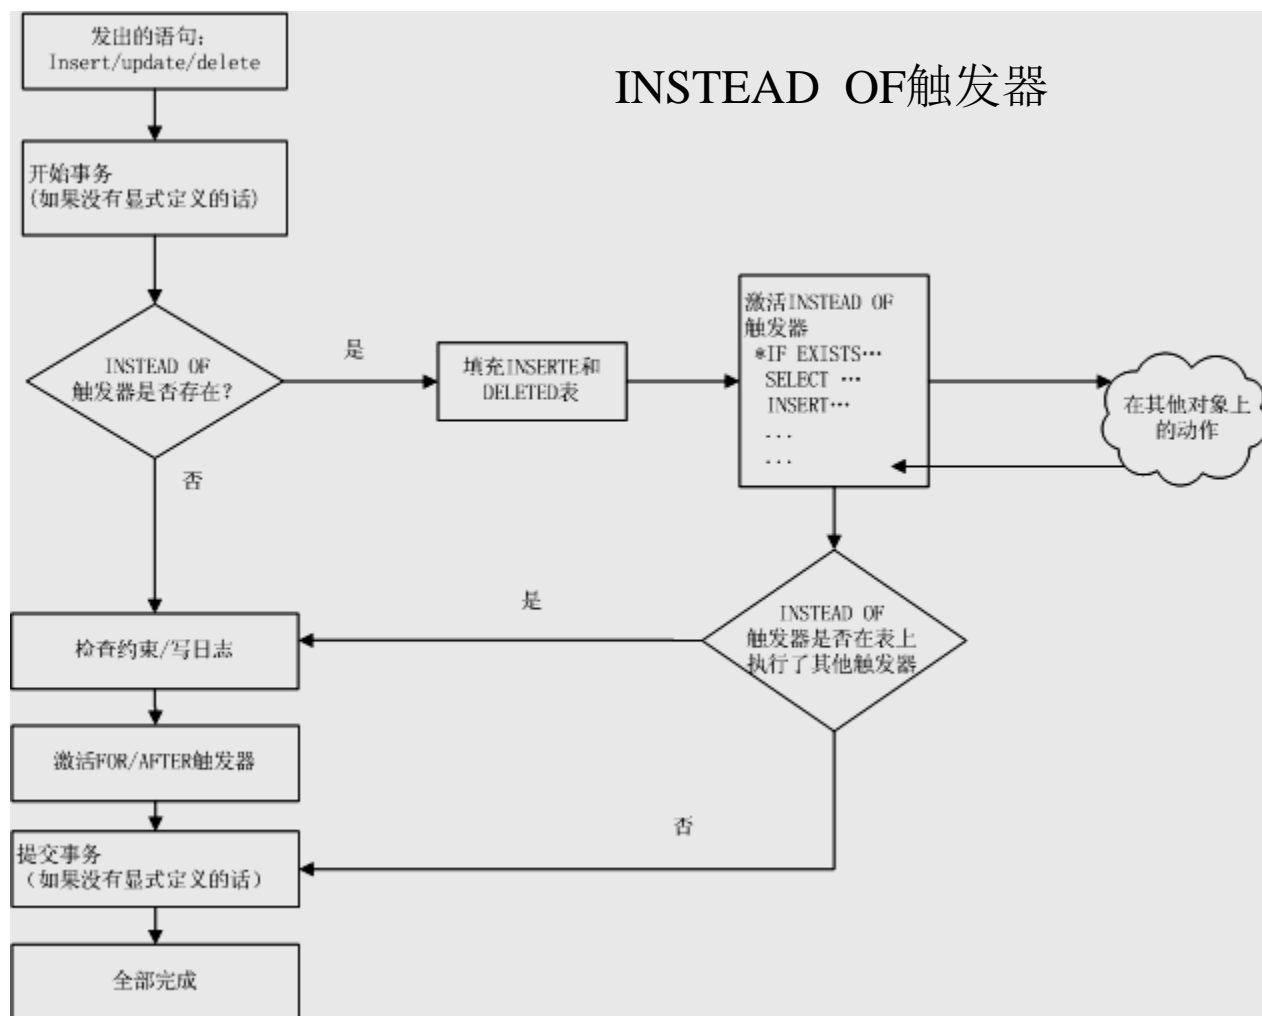 发出的语句：
Insert/update/delete
INSTEAD OF触发器
开始事务
(如果没有显式定义的话)
INSTEAD OF
触发器是否存在？
是
填充INSERTE和
DELETED表
激活INSTEAD OF
触发器
*IF EXISTS…
SELECT …
INSERT…
...
...
在其他对象上
的动作
否
INSTEAD OF
触发器是否在表上
执行了其他触发器
是
检查约束/写日志
激活FOR/AFTER触发器
否
提交事务
（如果没有显式定义的话）
全部完成